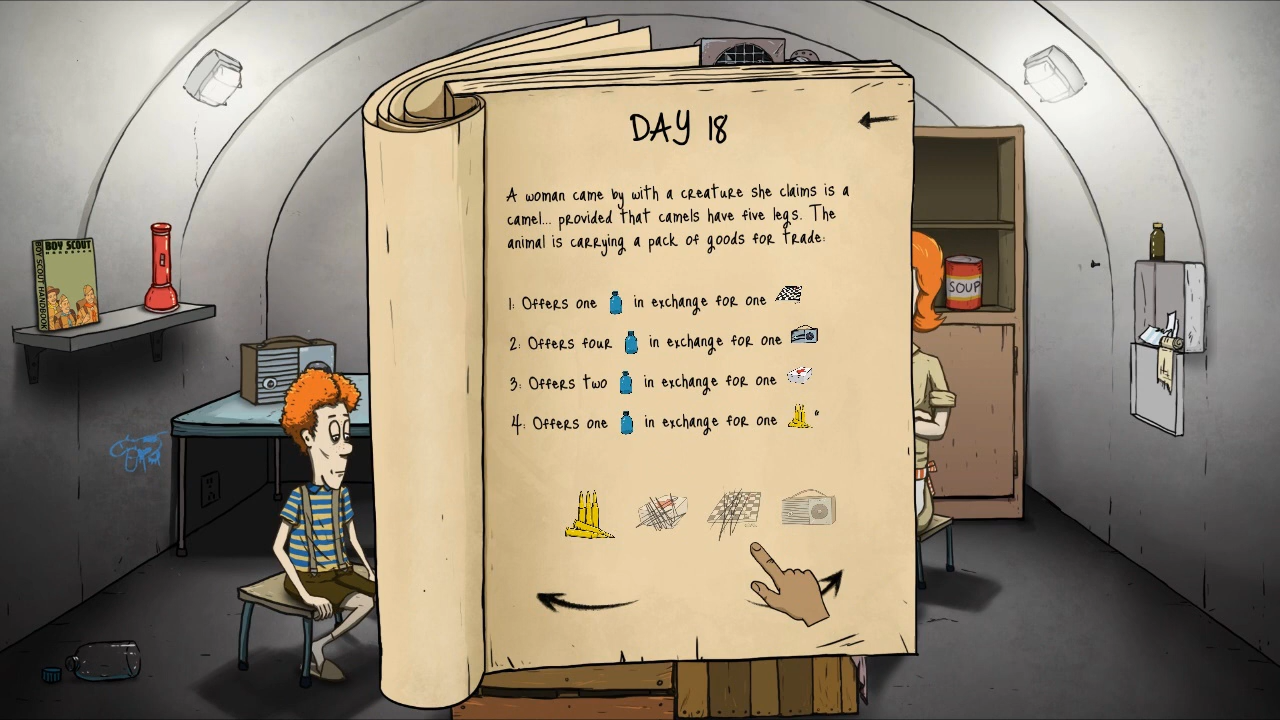 DAY 18
A woman came by with a creature she claims is a
camel... provided that camels have five legs. The
animal is carrying a pack of goods for trade:
1: Offers one in exchange for one
2: Offers four in exchange for one
3: Offers two in exchange for one
4: Offers one in exchange for one "
BOY SCOUT
BOY SCOUT HANDBOOK
SOUP